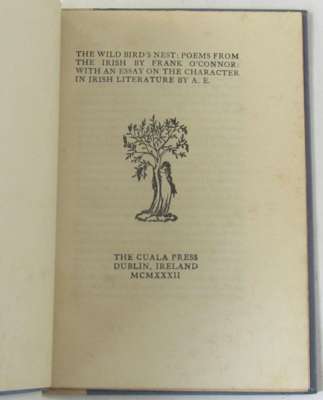 THE WILD BIRD'S NEST: POEMS FROM
THE IRISH BY FRANK O'CONNOR:
WITH AN ESSAY ON THE CHARACTER
IN IRISH LITERATURE BY A. E.
THE CUALA PRESS
DUBLIN, IRELAND
MCMXXXII